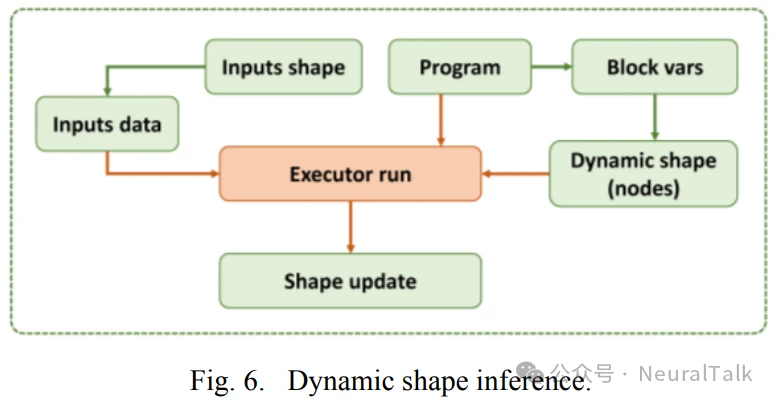 Inputs shape
Program
Block vars
Inputs data
Dynamic shape
(nodes)
Executor run
Shape update
Fig. 6. Dynamic shape inference.
公众号 · NeuralTalk